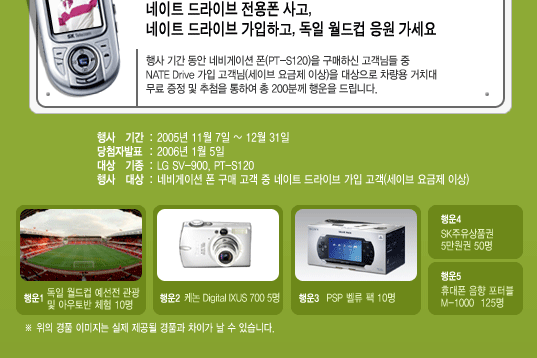 네이트 드라이브 전용폰 사고,
네이트 드라이브 가입하고, 독일 월드컵 응원 가세요
행사 기간 동안 네비게이션 폰(PT-S120)을 구매하신 고객님들 중
NATE Drive 가입 고객님(세이브 요금제 이상)을 대상으로 차량용 거치대
무료 증정 및 추첨을 통하여 총 200분께 행운을 드립니다.
행사 기간 : 2005년 11월 7일 ~ 12월 31일
당첨자발표 : 2006년 1월 5일
대상 기종 : LG SV-900, PT-S120
행사 대상 : 네비게이션 폰 구매 고객 중 네이트 드라이브 가입 고객(세이브 요금제 이상)
행운1 독일 월드컵 예선전 관광
및 아우토반 체험 10명
행운2 케논 Digital IXUS 700 5명
행운3 PSP 벨류 팩 10명
행운4
SK주유상품권
5만원권 50명
행운5
휴대폰 음향 포터블
M-1000 125명
※ 위의 경품 이미지는 실제 제공될 경품과 차이가 날 수 있습니다.